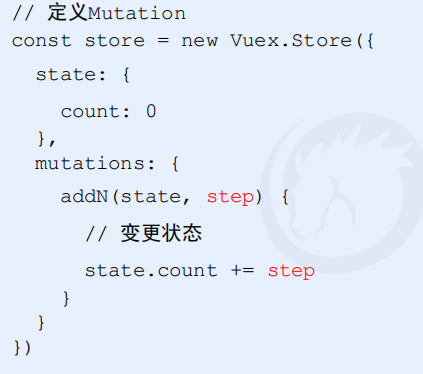 // 定义Mutation
const store = new Vuex.Store({
  state: {
    count: 0
  },
  mutations: {
    addN(state, step) {
      // 变更状态
      state.count += step
    }
  }
})